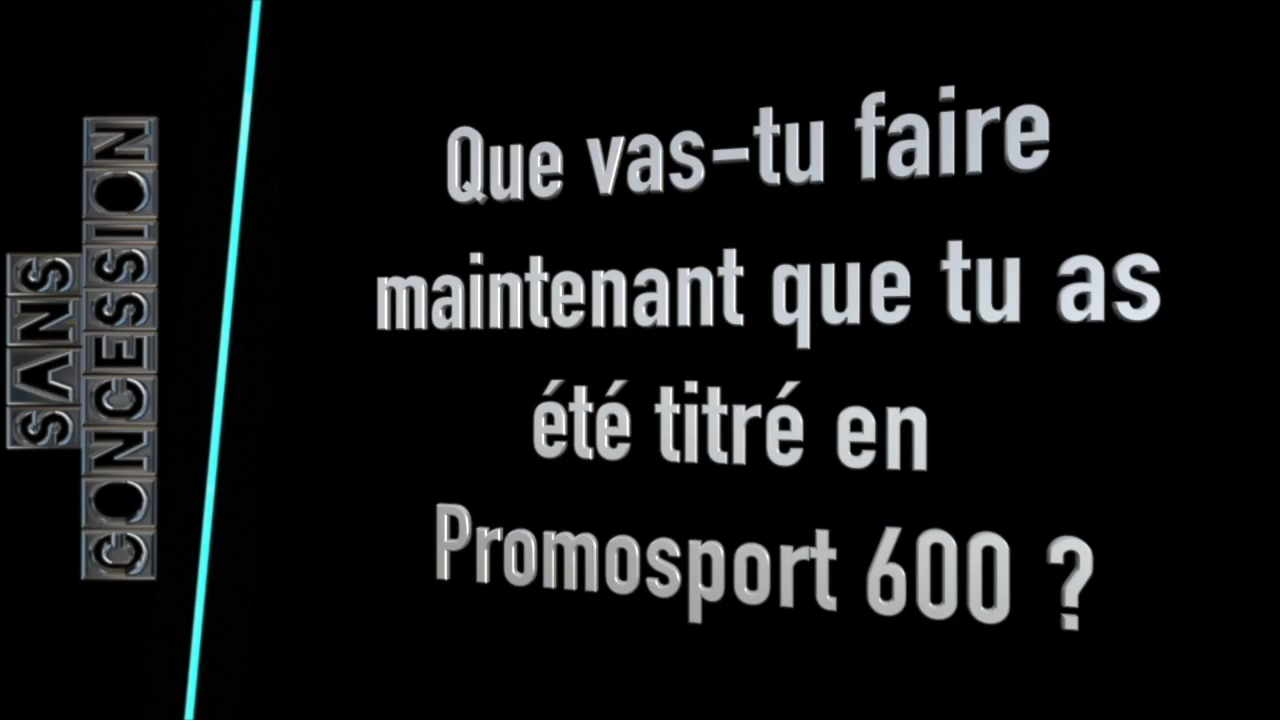 SANS
CONCESSION
Que vas-tu faire
maintenant que tu as
été titré en
Promosport 600 ?